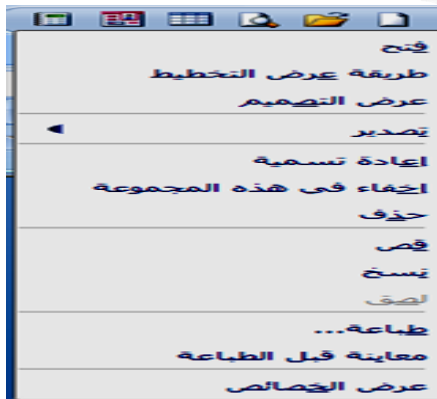 فتح
طريقة عرض التخطيط
عرض التصميم
تصدير
إعادة تسمية
إخفاء في هذه المجموعة
حذف
قص
نسخ
لصق
طباعة...
معاينة قبل الطباعة
عرض الخصائص